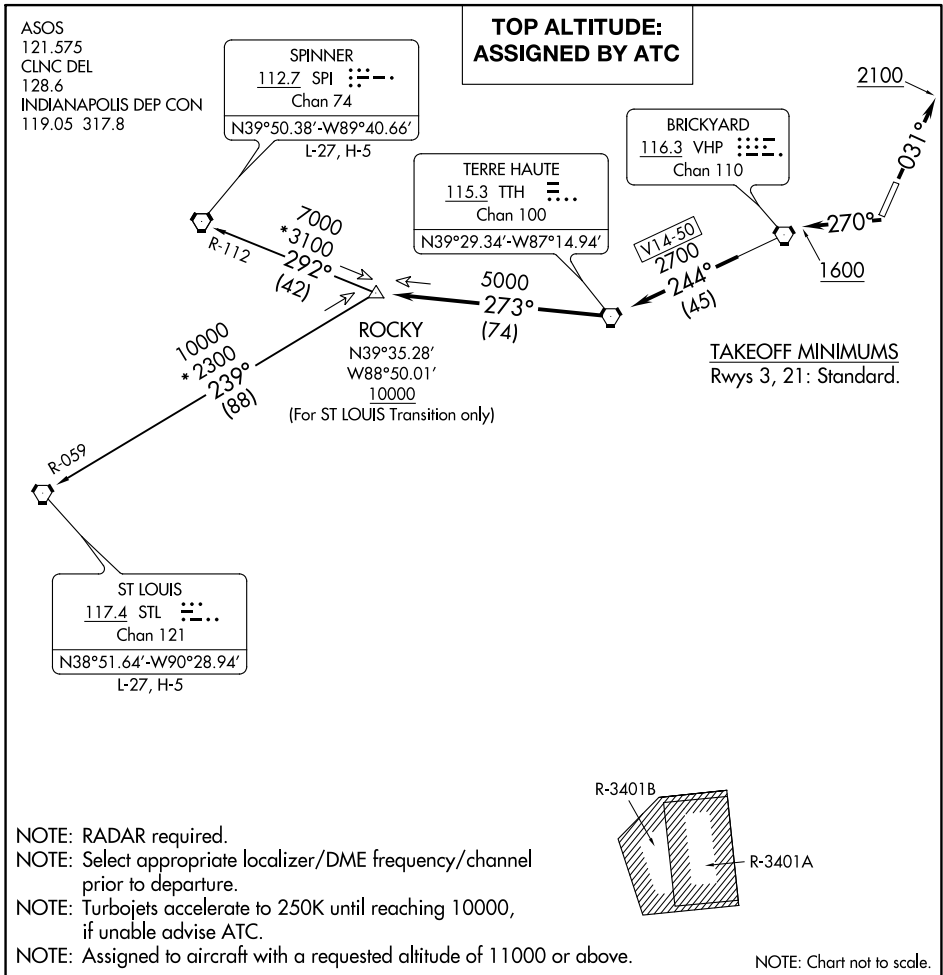 ASOS
121.575
CLNC DEL
128.6
INDIANAPOLIS DEP CON
119.05 317.8
TOP ALTITUDE:
ASSIGNED BY ATC
SPINNER
112.7 SPI
Chan 74
N39°50.38'-W89°40.66'
L-27, H-5
TERRE HAUTE
115.3 TTH
Chan 100
N39°29.34'-W87°14.94'
BRICKYARD
116.3 VHP
Chan 110
2100
031°
270°
1600
V14-50
2700
244°
(45)
5000
273°
(74)
7000
*3100
292°
(42)
R-112
ROCKY
N39°35.28'
W88°50.01'
10000
(For ST LOUIS Transition only)
10000
*2300
239°
(88)
R-059
TAKEOFF MINIMUMS
Rwys 3, 21: Standard.
ST LOUIS
117.4 STL
Chan 121
N38°51.64'-W90°28.94'
L-27, H-5
R-3401B
R-3401A
NOTE: RADAR required.
NOTE: Select appropriate localizer/DME frequency/channel
prior to departure.
NOTE: Turbojets accelerate to 250K until reaching 10000,
if unable advise ATC.
NOTE: Assigned to aircraft with a requested altitude of 11000 or above.
NOTE: Chart not to scale.